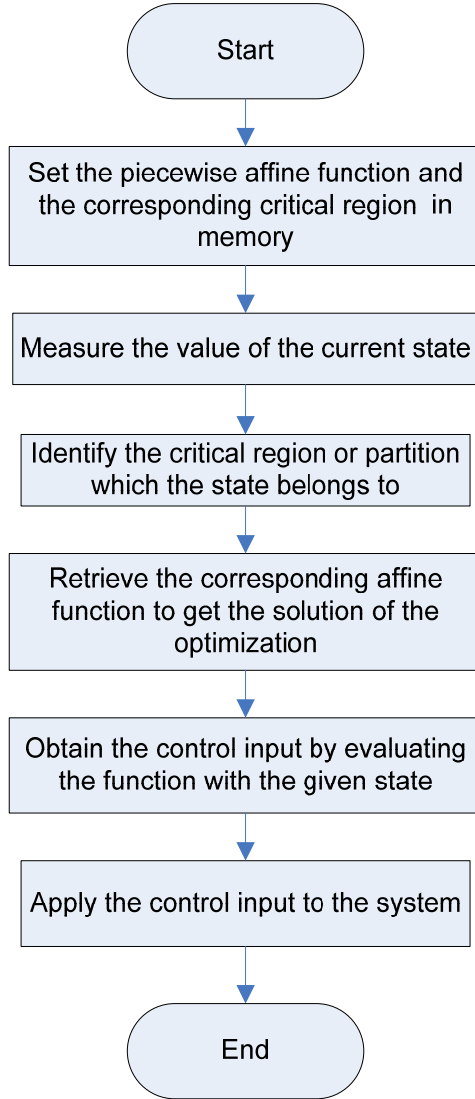 Start
Set the piecewise affine function and
the corresponding critical region in
memory
Measure the value of the current state
Identify the critical region or partition
which the state belongs to
Retrieve the corresponding affine
function to get the solution of the
optimization
Obtain the control input by evaluating
the function with the given state
Apply the control input to the system
End